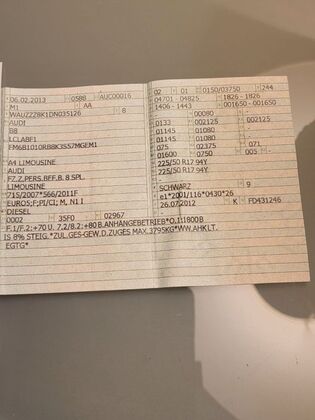 06.02.2013 0588 AUC00016
M1 AA
WAUZZZ8K1DN035126 8
AUDI
B8
LCLABF1
FM6B1010RBBK3S57MGEM1
A4 LIMOUSINE
AUDI
FZ.Z.PERS.BEF.B. 8 SPL.
LIMOUSINE
715/2007*566/2011F
EURO5;F;PI/CI; M, N1 I
DIESEL
0002 35F0 02967
02 01 0150/03750 244
04701 - 04825 1826 - 1826
1406 - 1443 001650 - 001650
- 00080 -
0133 002125 002125
01145 01080 -
01145 01080 -
075 02375 071
01600 0750 005 -
225/50 R17 94Y
225/50 R17 94Y
-
SCHWARZ 9
e1*2001/116*0430*26
26.07.2012 K FD431246
F.1/F.2:+70 U. 7.2/8.2:+80 B.ANHÄNGEBETRIEB*O.1:1800B
IS 8% STEIG.*ZUL.GES-GEW.D.ZUGES MAX.3795KG*WW.AHK LT.
EGTG*